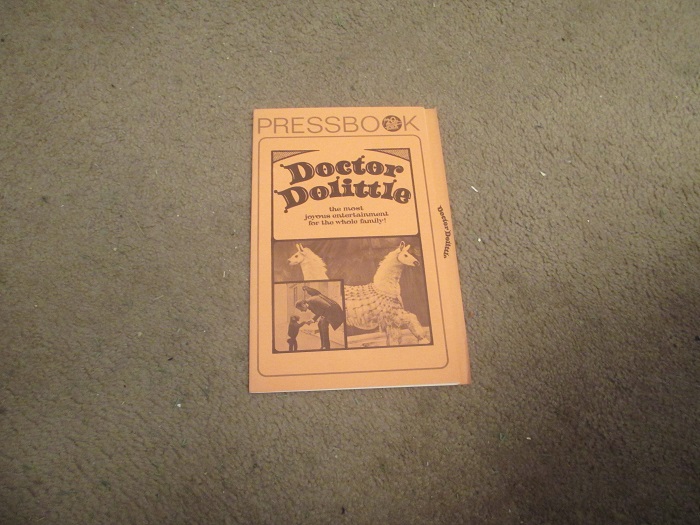 PRESSBOOK
Doctor
Dolittle
the most
joyous entertainment
for the whole family!
Doctor Dolittle